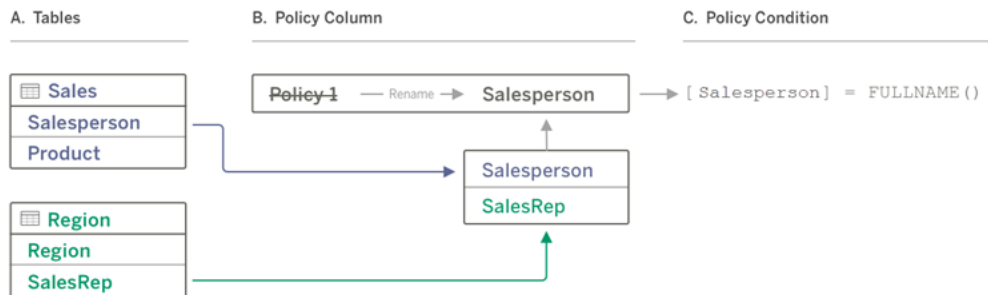 A. Tables
B. Policy Column
C. Policy Condition
Sales
Salesperson
Product
Region
Region
SalesRep
Policy 1
Rename
Salesperson
Salesperson
SalesRep
[Salesperson] = FULLNAME()